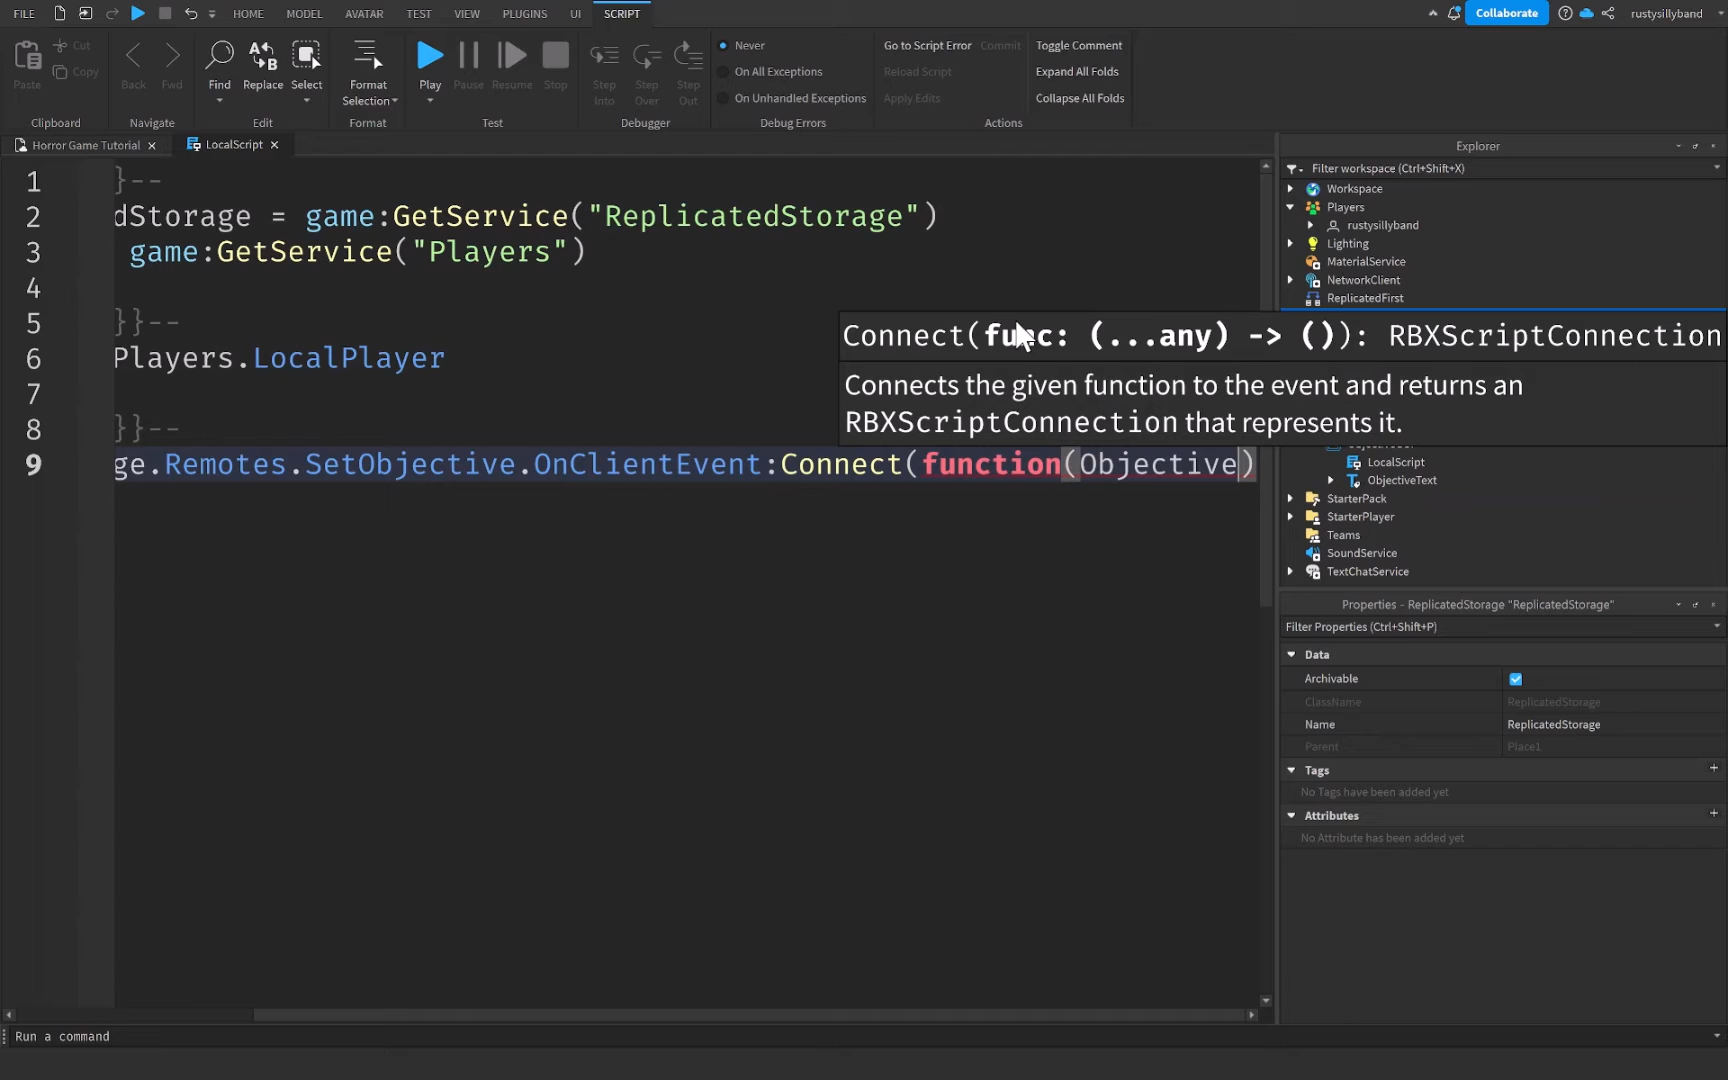 FILE HOME MODEL AVATAR TEST VIEW PLUGINS UI SCRIPT Collaborate rustysillyband
Paste Cut Copy Clipboard
Back Fwd Navigate
Find Replace Select Edit
Format Selection Format
Play Pause Resume Stop Test
Step Into Step Over Step Out Debugger
Never
On All Exceptions
On Unhandled Exceptions
Debug Errors
Go to Script Error Commit Toggle Comment
Reload Script Expand All Folds
Apply Edits Collapse All Folds
Actions
Horror Game Tutorial LocalScript
1 }--
2 dStorage = game:GetService("ReplicatedStorage")
3 game:GetService("Players")
4
5 }}--
6 Players.LocalPlayer
7
8 }}--
9 ge.Remotes.SetObjective.OnClientEvent:Connect(function(Objective)
Connect(func: (...any) -> ()): RBXScriptConnection
Connects the given function to the event and returns an
RBXScriptConnection that represents it.
Explorer
Filter workspace (Ctrl+Shift+X)
Workspace
Players
rustysillyband
Lighting
MaterialService
NetworkClient
ReplicatedFirst
LocalScript
ObjectiveText
StarterPack
StarterPlayer
Teams
SoundService
TextChatService
Properties - ReplicatedStorage "ReplicatedStorage"
Filter Properties (Ctrl+Shift+P)
Data
Archivable
ClassName ReplicatedStorage
Name ReplicatedStorage
Parent Place1
Tags +
No Tags have been added yet
Attributes +
No Attribute has been added yet
Run a command